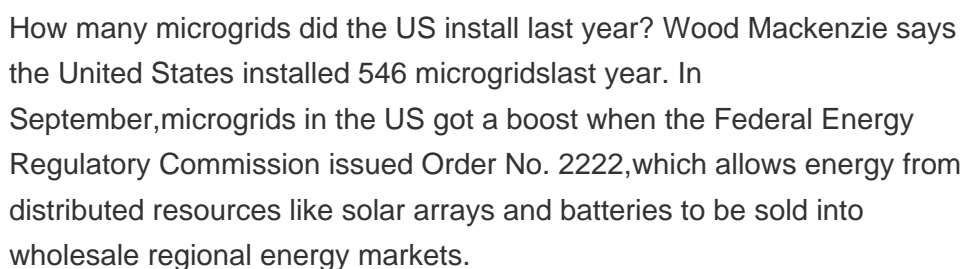 How many microgrids did the US install last year? Wood Mackenzie says
the United States installed 546 microgridslast year. In
September,microgrids in the US got a boost when the Federal Energy
Regulatory Commission issued Order No. 2222,which allows energy from
distributed resources like solar arrays and batteries to be sold into
wholesale regional energy markets.